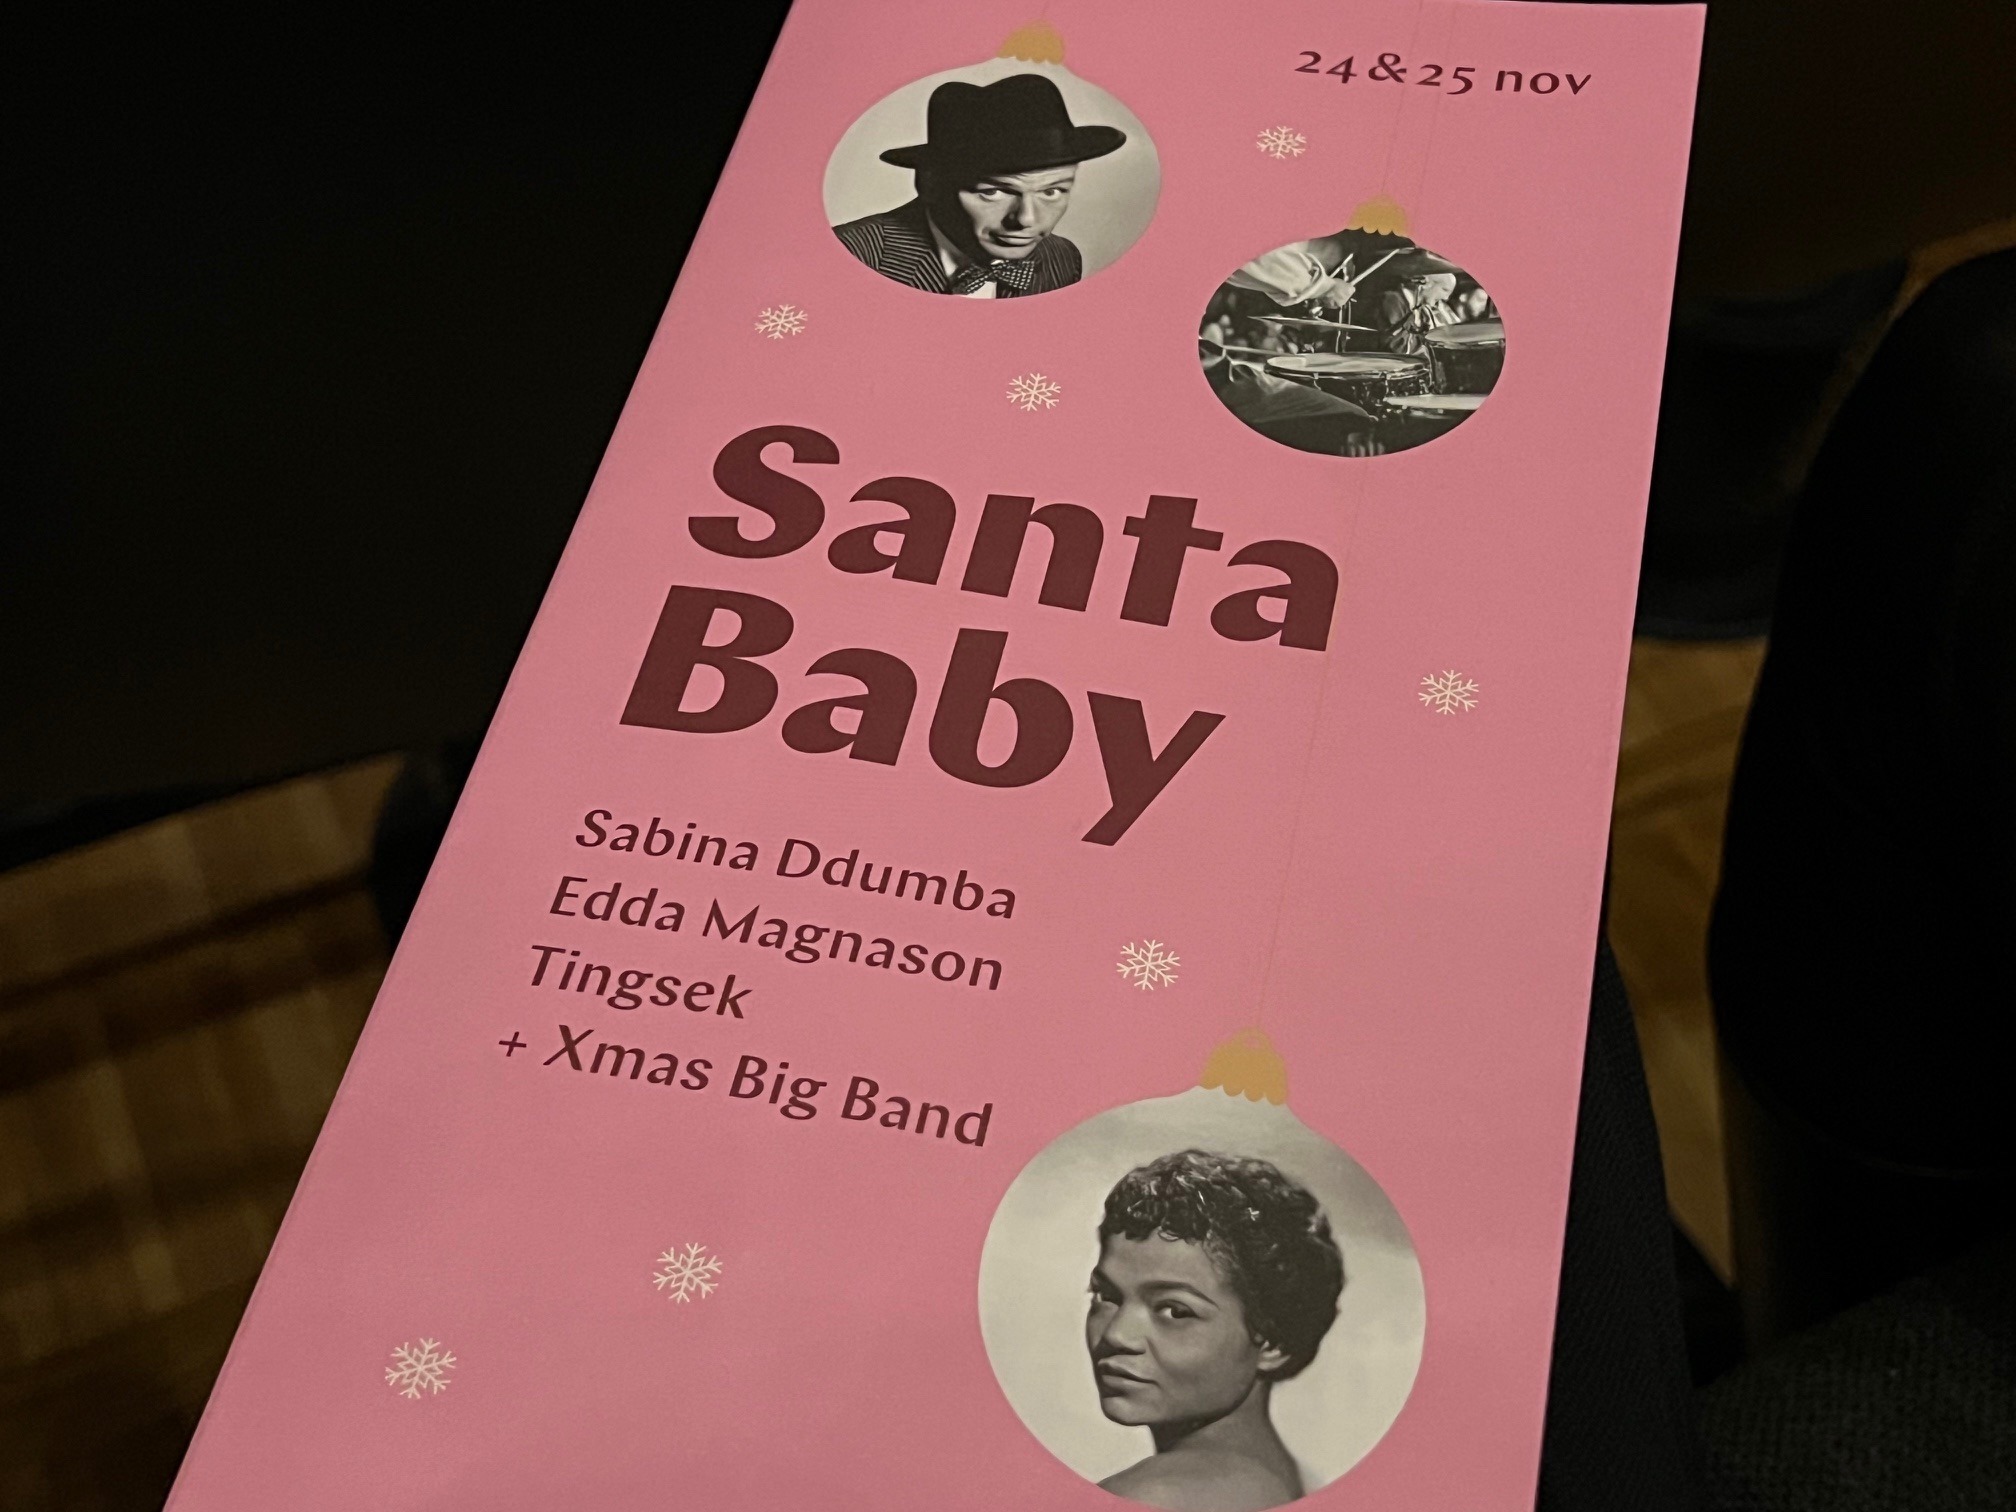 24 & 25 nov
Santa
Baby
Sabina Ddumba
Edda Magnason
Tingsek
+ Xmas Big Band